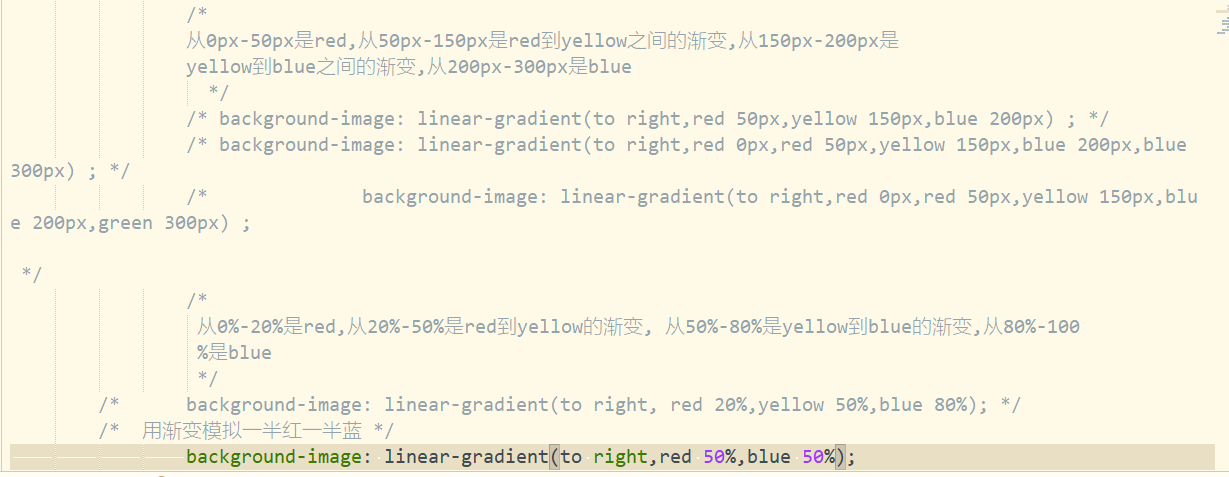 /*
从0px-50px是red,从50px-150px是red到yellow之间的渐变,从150px-200px是
yellow到blue之间的渐变,从200px-300px是blue
*/
/* background-image: linear-gradient(to right,red 50px,yellow 150px,blue 200px) ; */
/* background-image: linear-gradient(to right,red 0px,red 50px,yellow 150px,blue 200px,blue
300px) ; */
/* background-image: linear-gradient(to right,red 0px,red 50px,yellow 150px,blu
e 200px,green 300px) ;
*/
/*
从0%-20%是red,从20%-50%是red到yellow的渐变, 从50%-80%是yellow到blue的渐变,从80%-100
%是blue
*/
/* background-image: linear-gradient(to right, red 20%,yellow 50%,blue 80%); */
/* 用渐变模拟一半红一半蓝 */
background-image: linear-gradient(to right,red 50%,blue 50%);